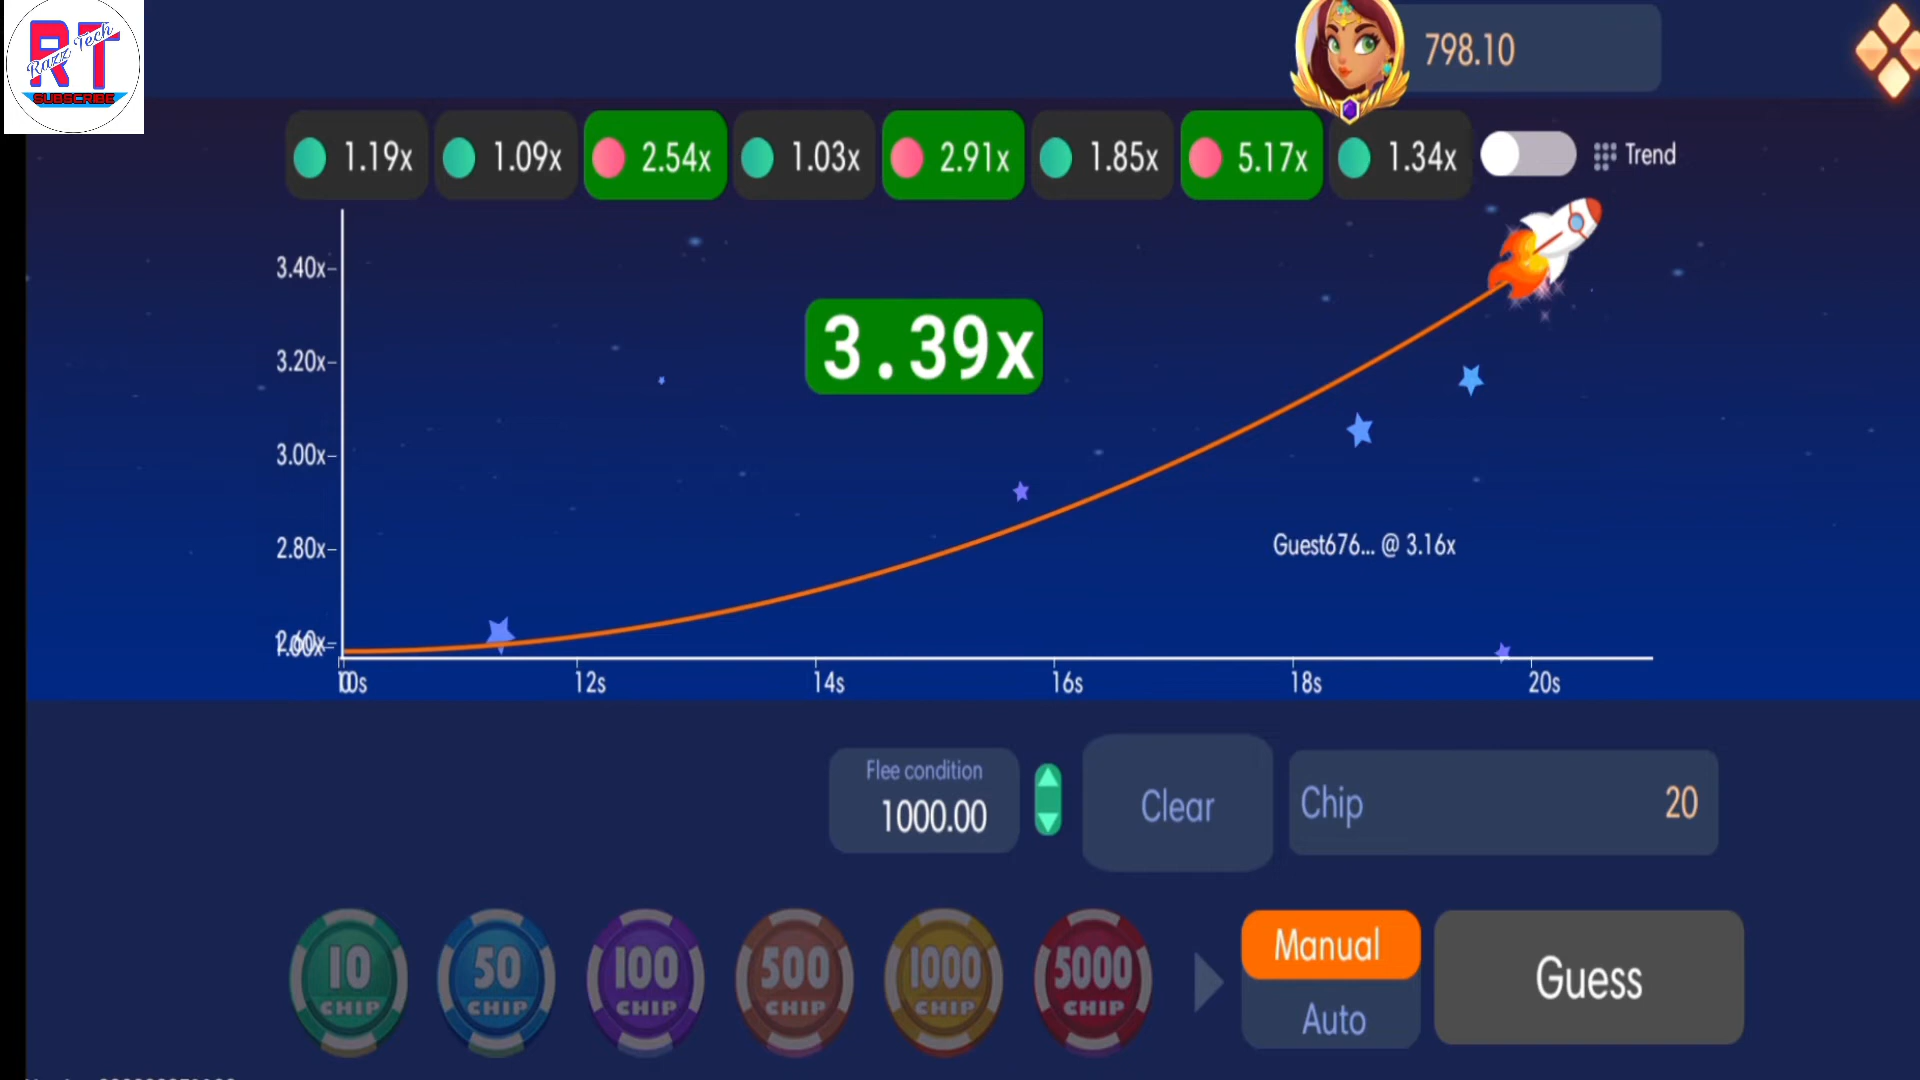 RT
Razz Tech
SUBSCRIBE
798.10
1.19x
1.09x
2.54x
1.03x
2.91x
1.85x
5.17x
1.34x
Trend
3.40x
3.20x
3.00x
2.80x
3.39x
Guest676... @ 3.16x
12s
14s
16s
18s
20s
Flee condition
1000.00
Clear
Chip
20
10 CHIP
50 CHIP
100 CHIP
500 CHIP
1000 CHIP
5000 CHIP
Manual
Auto
Guess